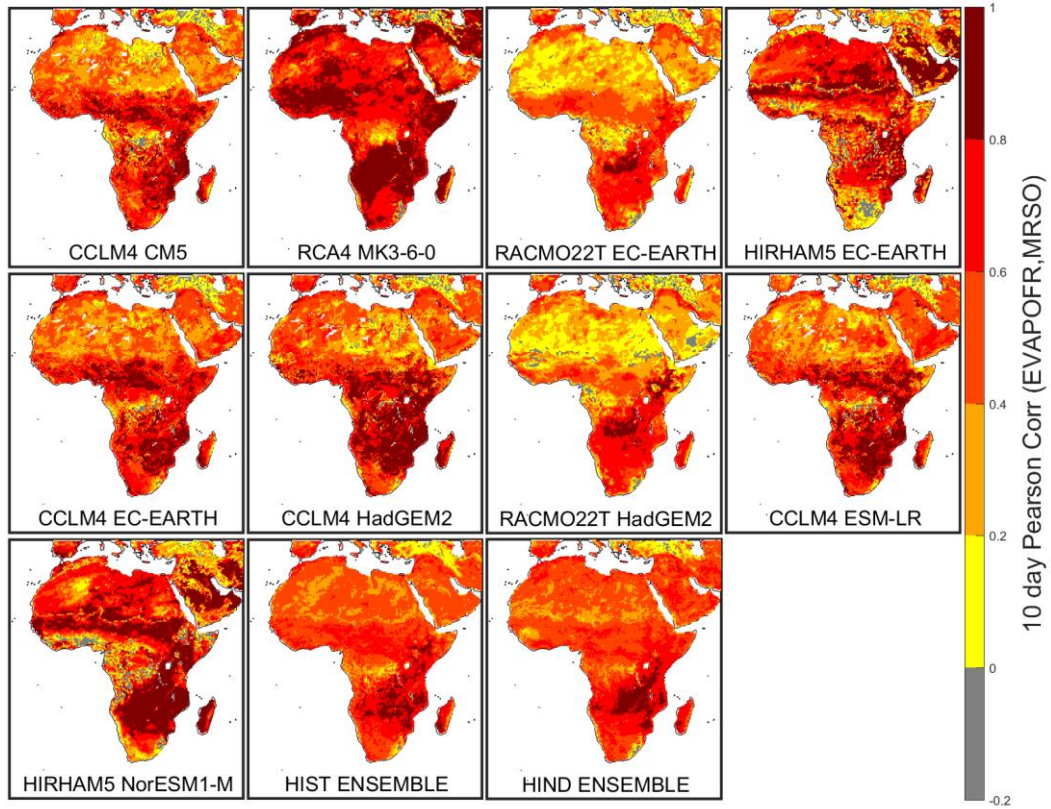 CCLM4 CM5
RCA4 MK3-6-0
RACMO22T EC-EARTH
HIRHAM5 EC-EARTH
CCLM4 EC-EARTH
CCLM4 HadGEM2
RACMO22T HadGEM2
CCLM4 ESM-LR
HIRHAM5 NorESM1-M
HIST ENSEMBLE
HIND ENSEMBLE
1
0.8
0.6
0.4
0.2
0
-0.2
10 day Pearson Corr (EVAPOFR,MRSO)